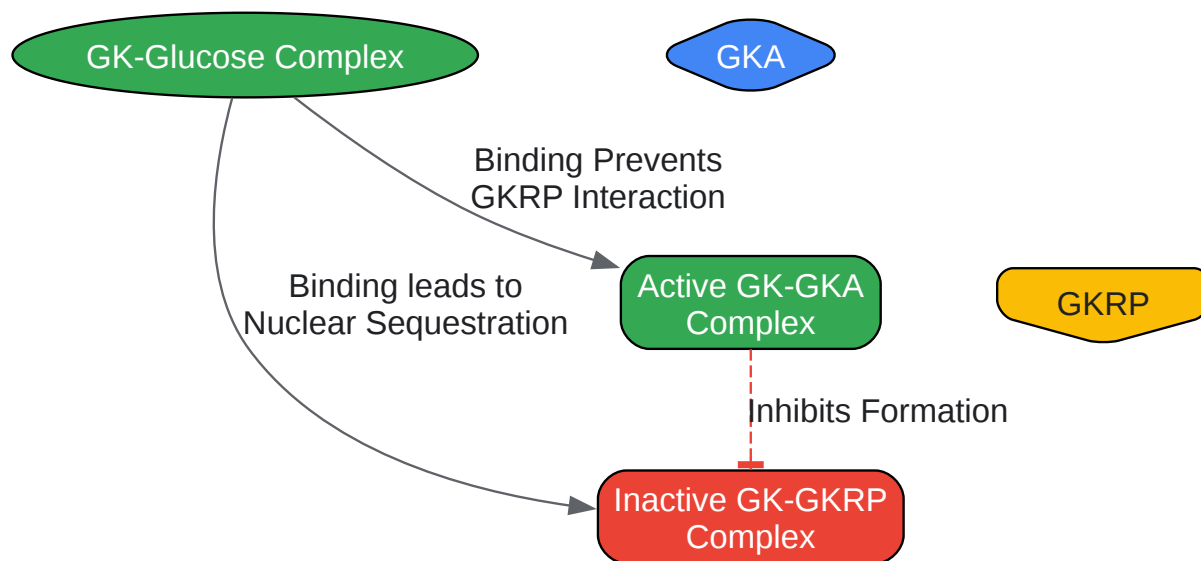 GK-Glucose Complex
GKA
Binding Prevents
GKRP Interaction
Binding leads to
Nuclear Sequestration
Active GK-GKA
Complex
GKRP
Inhibits Formation
Inactive GK-GKRP
Complex